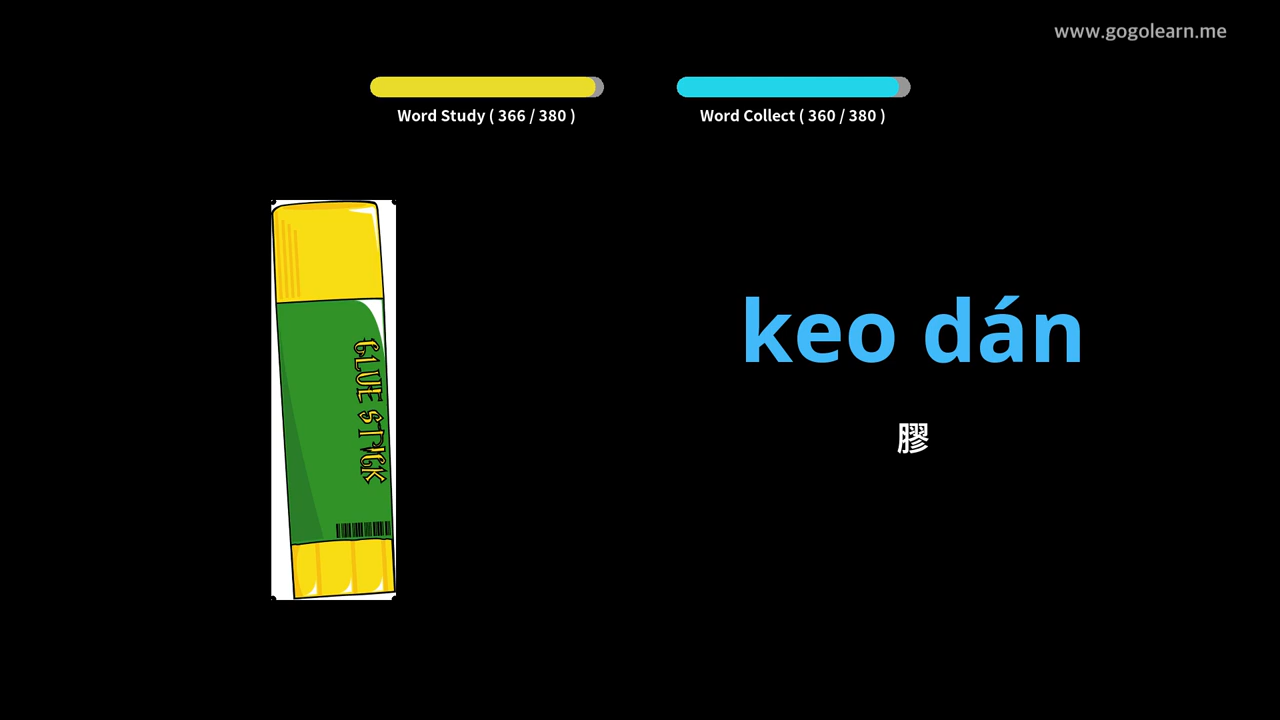 www.gogolearn.me
Word Study ( 366 / 380 )
Word Collect ( 360 / 380 )
GLUE STICK
keo dán
膠